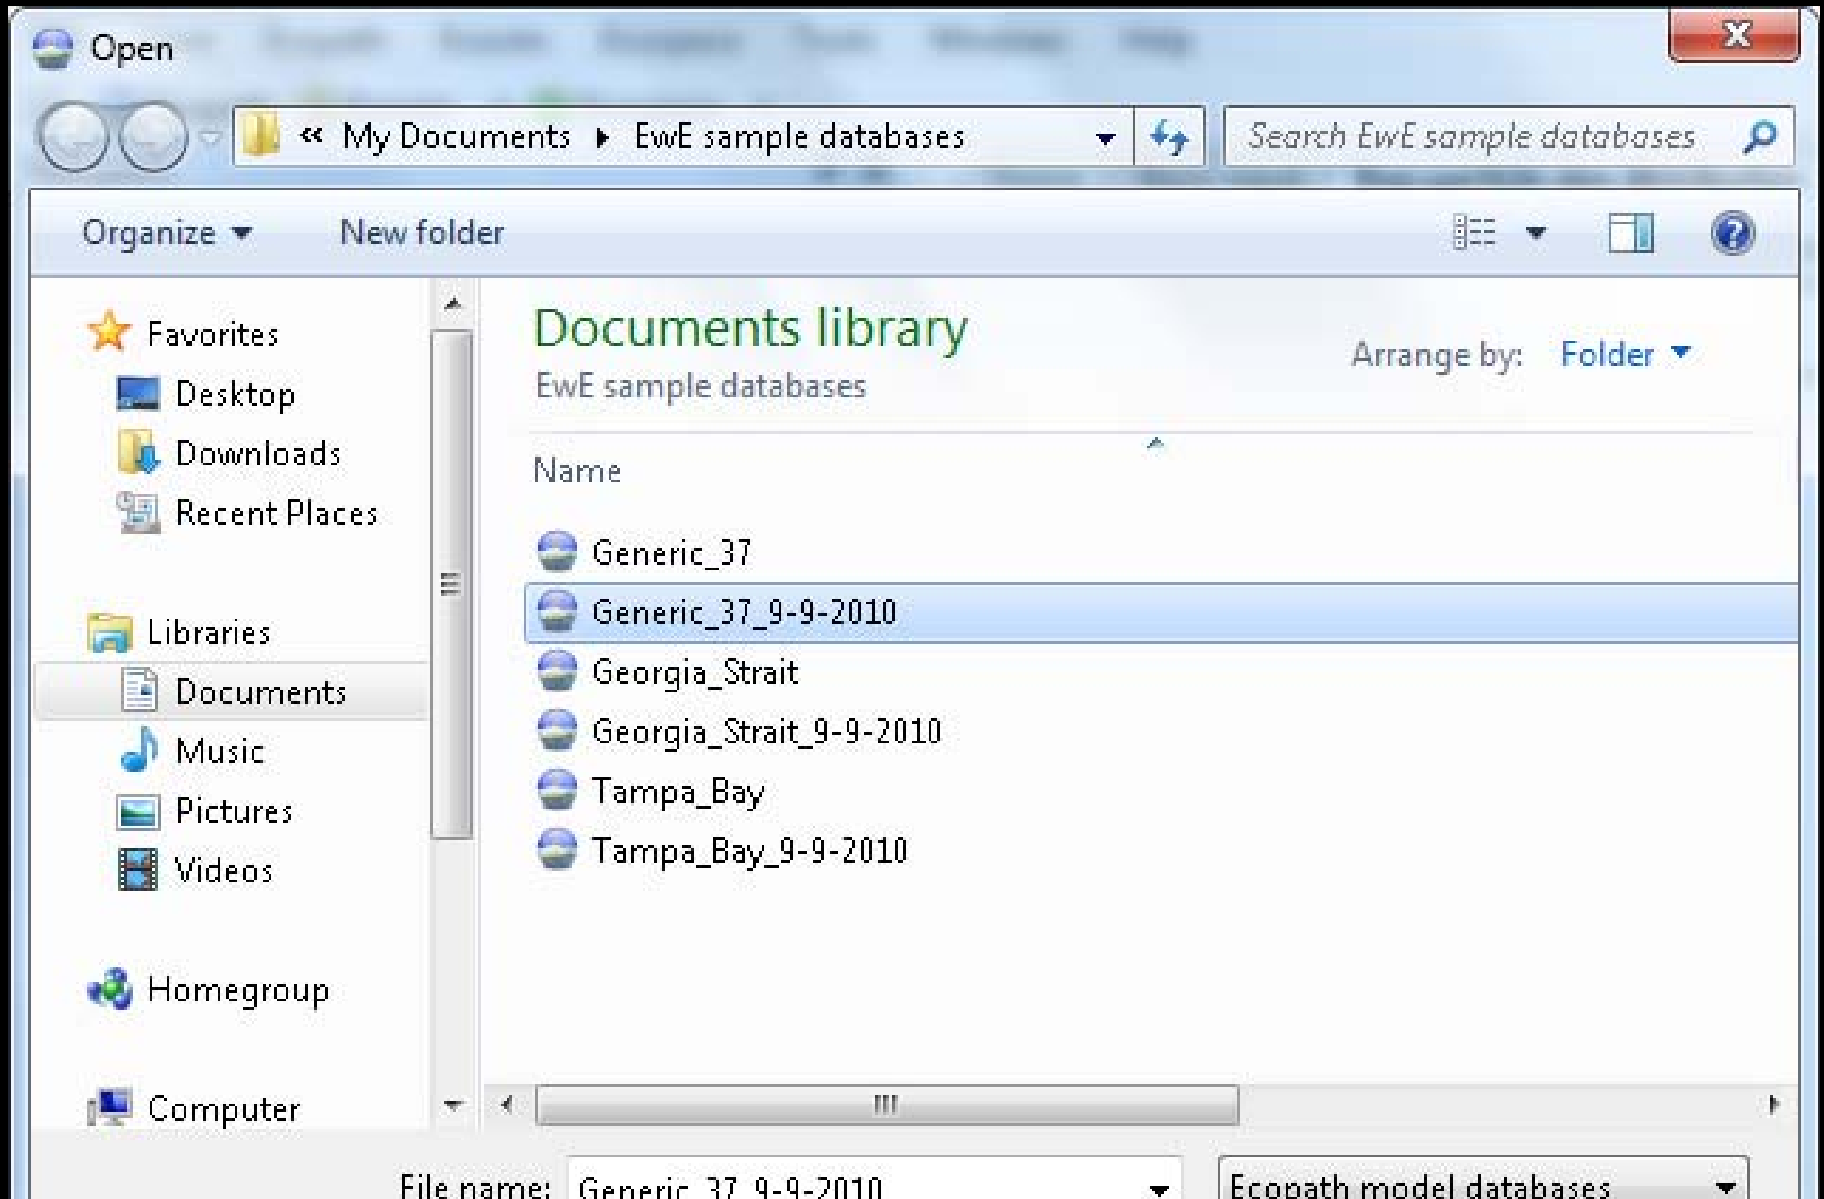 Open
« My Documents ▸ EwE sample databases
Search EwE sample databases
Organize
New folder
Favorites
Desktop
Downloads
Recent Places
Libraries
Documents
Music
Pictures
Videos
Homegroup
Computer
Documents library
EwE sample databases
Arrange by: Folder
Name
Generic_37
Generic_37_9-9-2010
Georgia_Strait
Georgia_Strait_9-9-2010
Tampa_Bay
Tampa_Bay_9-9-2010
File name: Generic_37_9-9-2010
Ecopath model databases